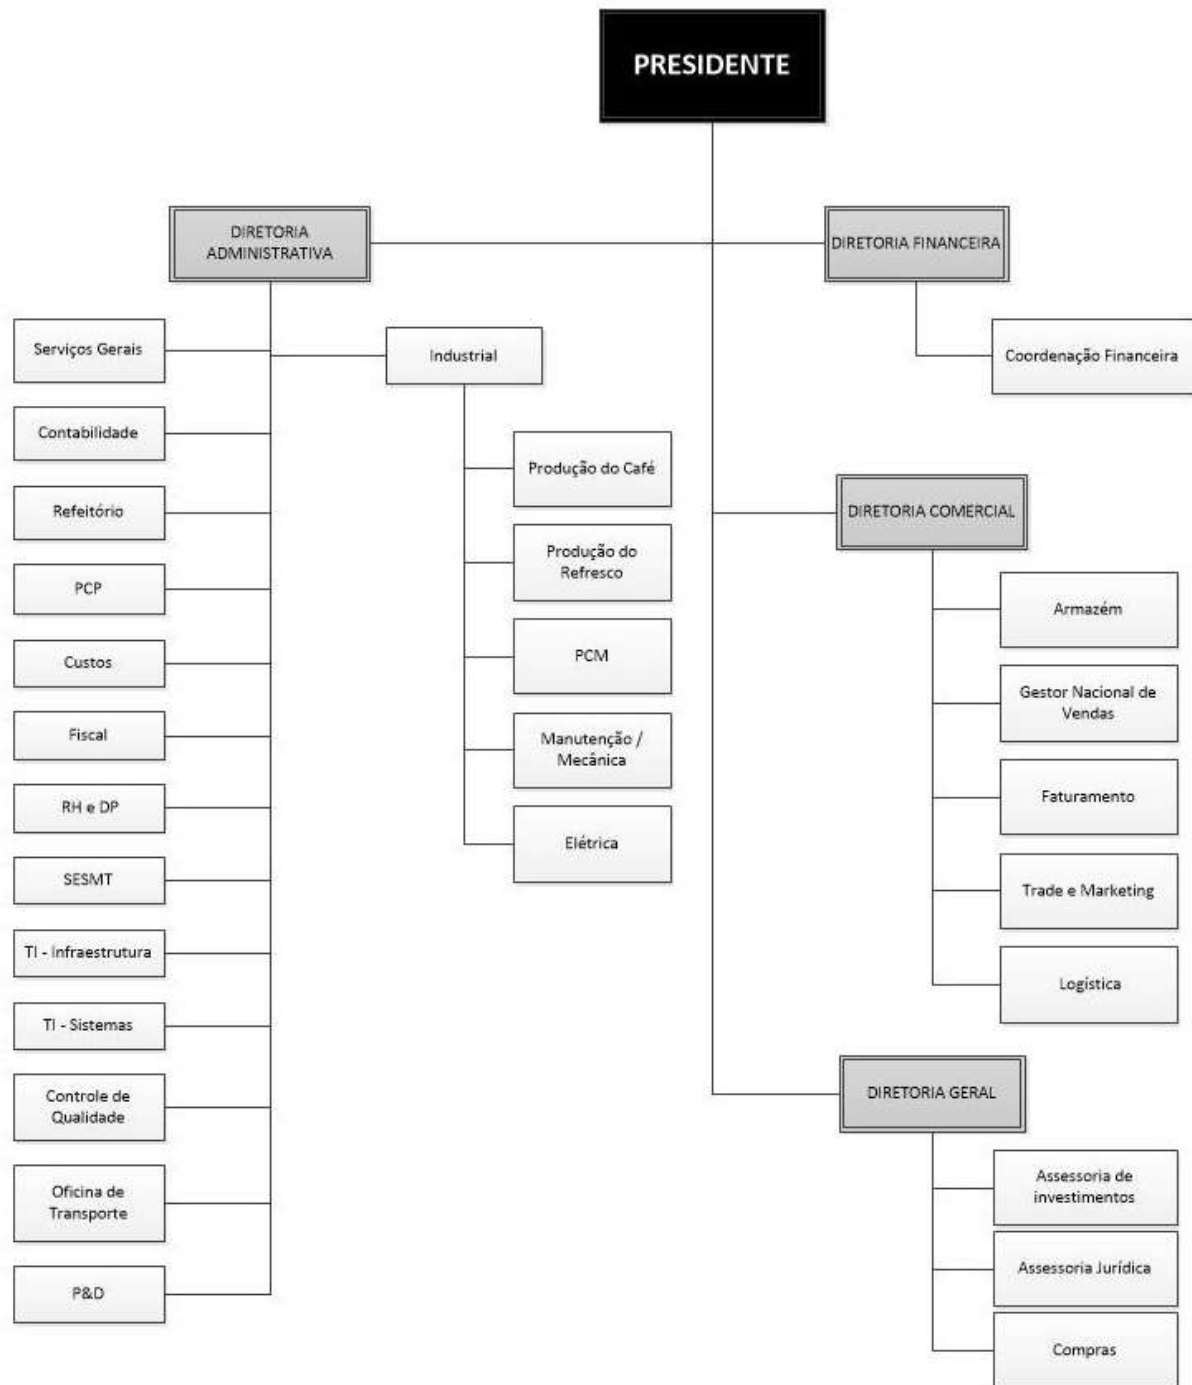 PRESIDENTE
DIRETORIA
ADMINISTRATIVA
DIRETORIA FINANCEIRA
Serviços Gerais
Industrial
Coordenação Financeira
Contabilidade
Produção do Café
Refeitório
DIRETORIA COMERCIAL
Produção do
Refresco
PCP
Armazém
Custos
PCM
Gestor Nacional de
Vendas
Fiscal
Manutenção /
Mecânica
RH e DP
Faturamento
Elétrica
SESMT
Trade e Marketing
TI - Infraestrutura
Logística
TI - Sistemas
Controle de
Qualidade
DIRETORIA GERAL
Oficina de
Transporte
Assessoria de
investimentos
Assessoria Jurídica
P&D
Compras